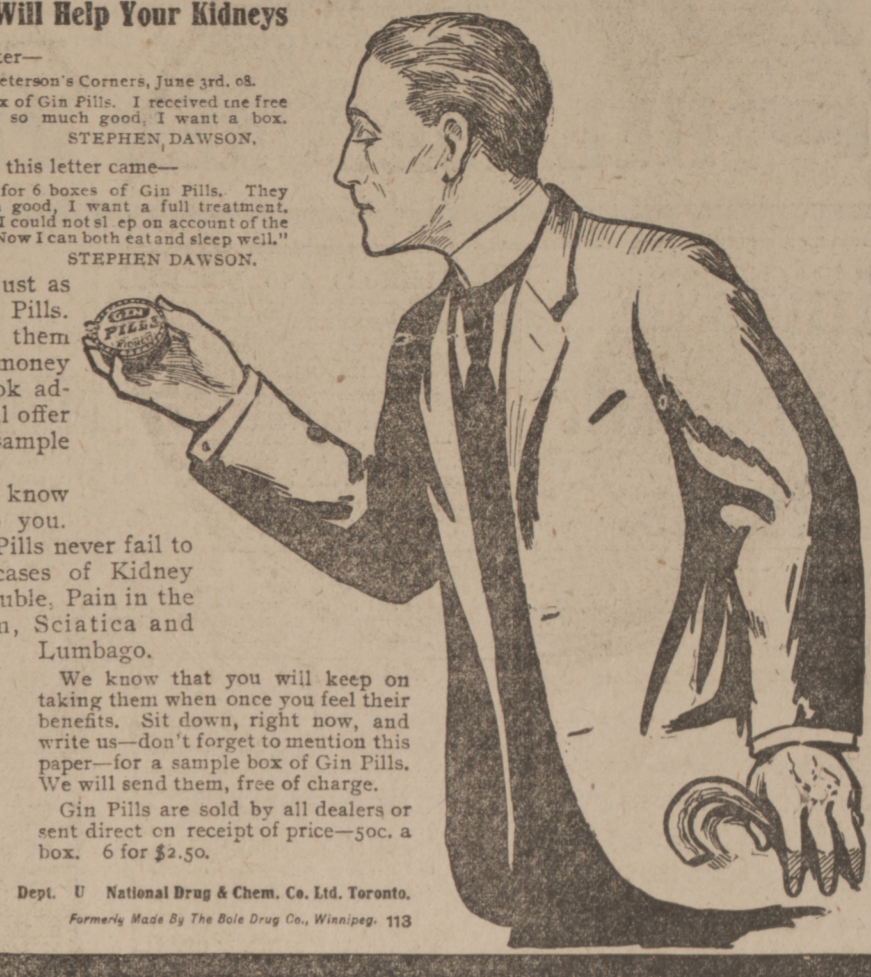 Will Help Your Kidneys
ter—
eterson's Corners, June 3rd. 08.
x of Gin Pills. I received the free
so much good, I want a box.
STEPHEN DAWSON.
this letter came—
for 6 boxes of Gin Pills. They
good, I want a full treatment.
I could not sl ep on account of the
Now I can both eat and sleep well."
STEPHEN DAWSON.
ust as
Pills.
them
money
ok ad-
l offer
sample
know
you.
Pills never fail to
cases of Kidney
uble, Pain in the
m, Sciatica and
Lumbago.
GIN
PILLS
We know that you will keep on
taking them when once you feel their
benefits. Sit down, right now, and
write us—don't forget to mention this
paper—for a sample box of Gin Pills.
We will send them, free of charge.
Gin Pills are sold by all dealers or
sent direct on receipt of price—50c. a
box. 6 for $2.50.
Dept. U National Drug & Chem. Co. Ltd. Toronto.
Formerly Made By The Bole Drug Co., Winnipeg. 113